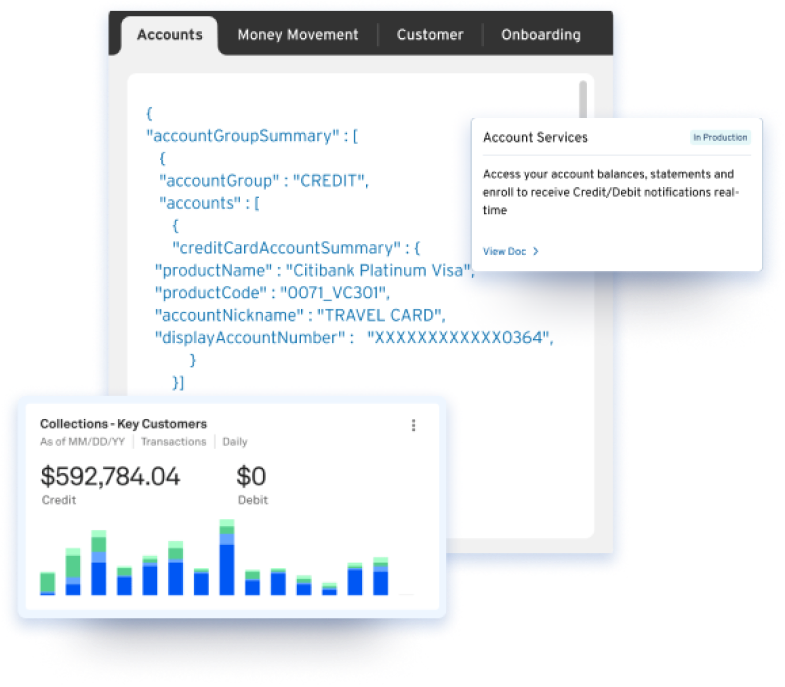 Accounts Money Movement Customer Onboarding
{
"accountGroupSummary" : [
{
"accountGroup" : "CREDIT",
"accounts" : [
{
"creditCardAccountSummary" : {
"productName" : "Citibank Platinum Visa",
"productCode" : "0071_VC301",
"accountNickname" : "TRAVEL CARD",
"displayAccountNumber" : "XXXXXXXXXXXX0364",
}
}]
Account Services In Production
Access your account balances, statements and
enroll to receive Credit/Debit notifications real-
time
View Doc >
Collections - Key Customers
As of MM/DD/YY Transactions Daily
$592,784.04 $0
Credit Debit